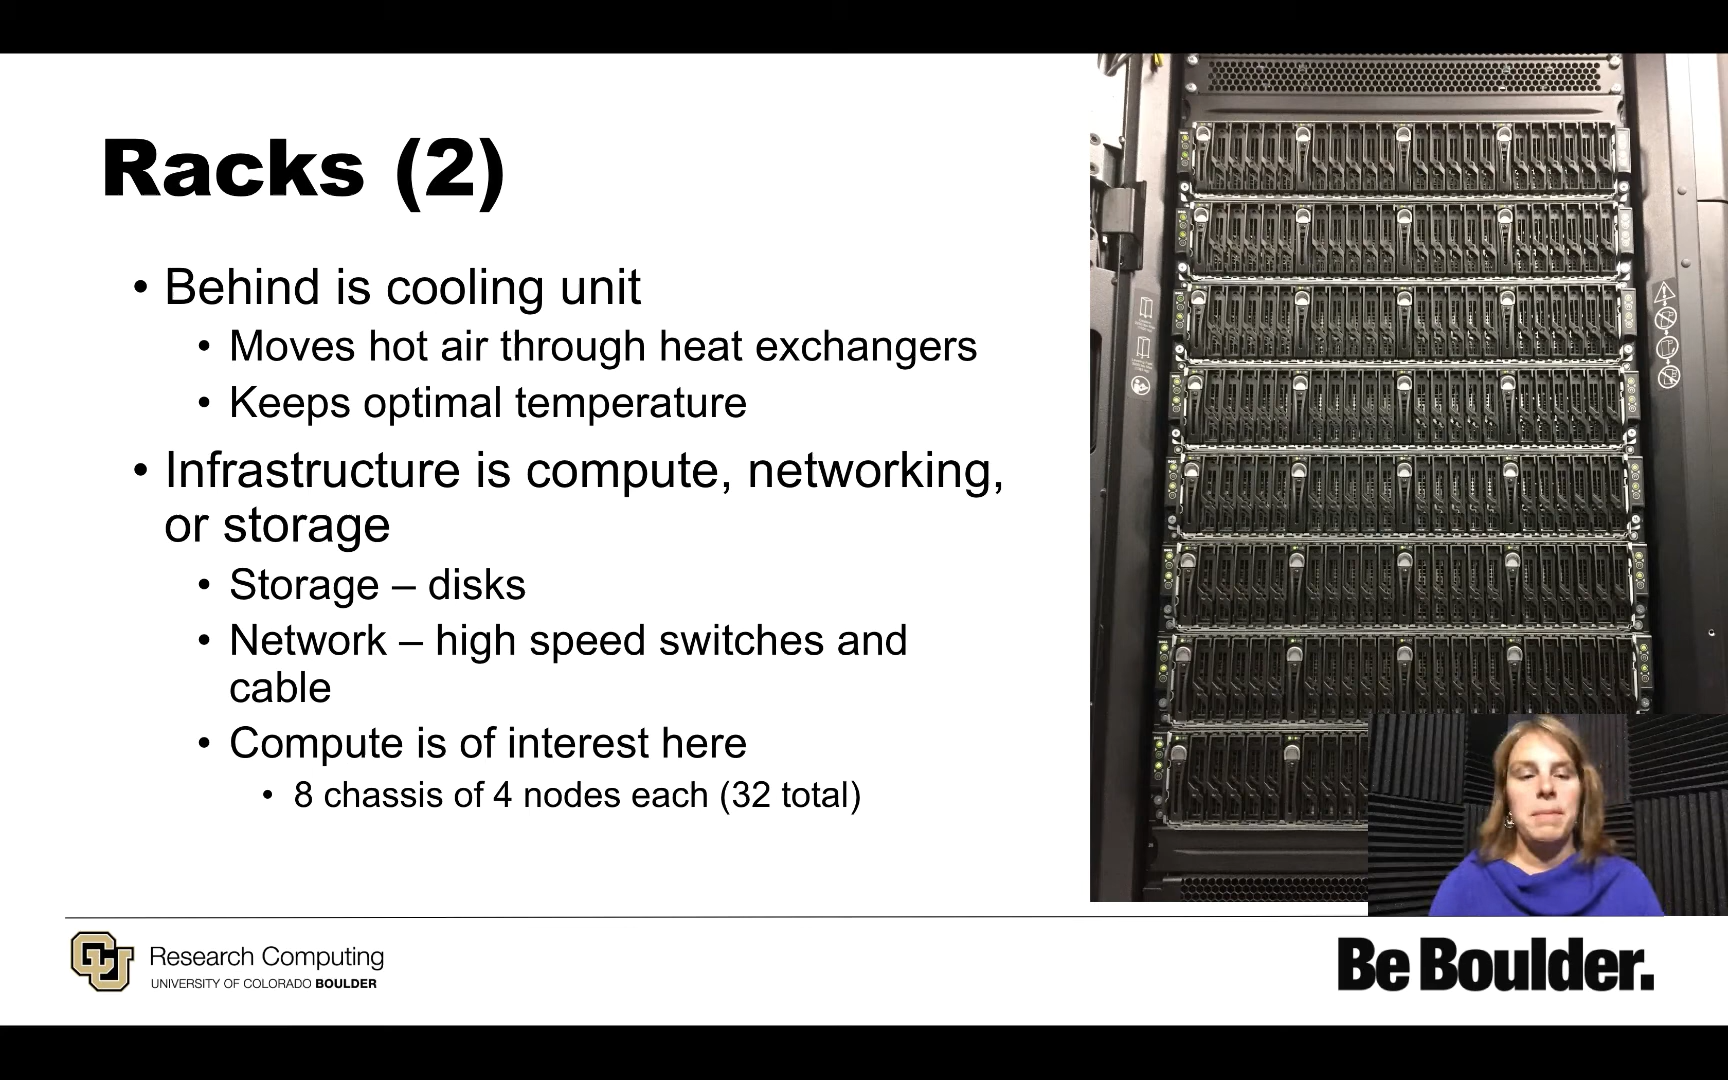 Racks (2)
• Behind is cooling unit
• Moves hot air through heat exchangers
• Keeps optimal temperature
• Infrastructure is compute, networking,
or storage
• Storage – disks
• Network – high speed switches and
cable
• Compute is of interest here
• 8 chassis of 4 nodes each (32 total)
CU
Research Computing
UNIVERSITY OF COLORADO BOULDER
Be Boulder.